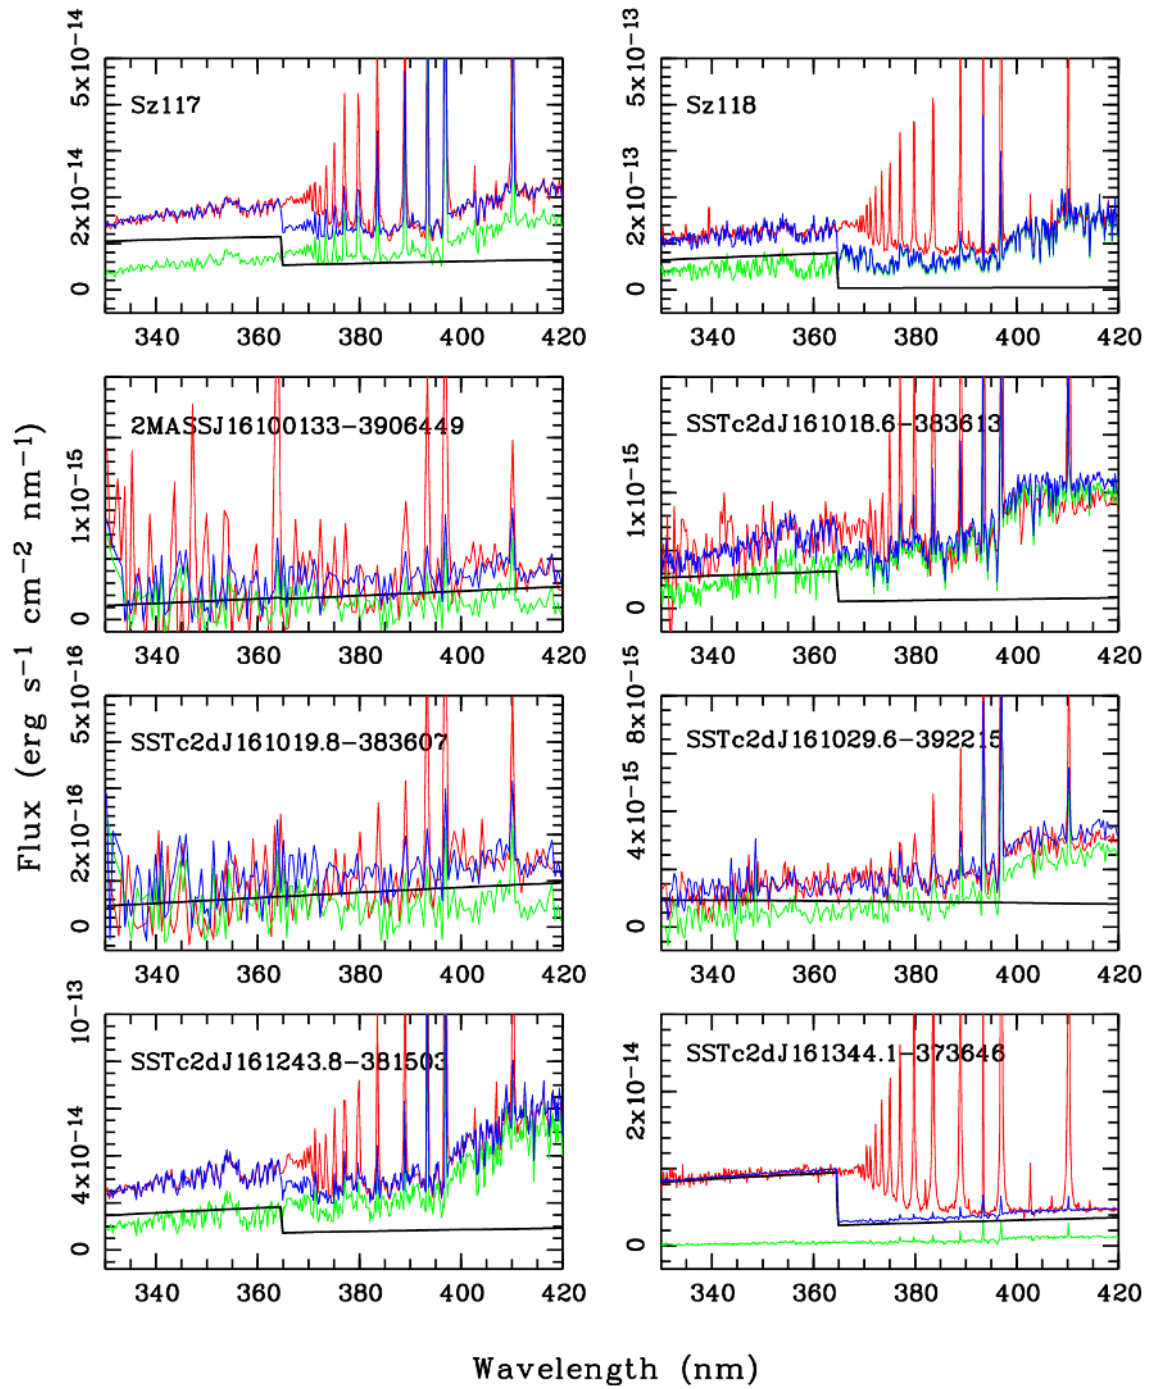 Sz117
0 2x10−14 5x10−14
340 360 380 400 420
Sz118
0 2x10−13 5x10−13
340 360 380 400 420
2MASSJ16100133−3906449
0 1x10−15
340 360 380 400 420
SSTc2dJ161018.6−383613
0 1x10−15
340 360 380 400 420
SSTc2dJ161019.8−383607
0 2x10−16 5x10−16
340 360 380 400 420
SSTc2dJ161029.6−392215
0 4x10−15 8x10−15
340 360 380 400 420
SSTc2dJ161243.8−381503
0 4x10−14 10−13
340 360 380 400 420
SSTc2dJ161344.1−373646
0 2x10−14
340 360 380 400 420
Flux (erg s−1 cm−2 nm−1)
Wavelength (nm)